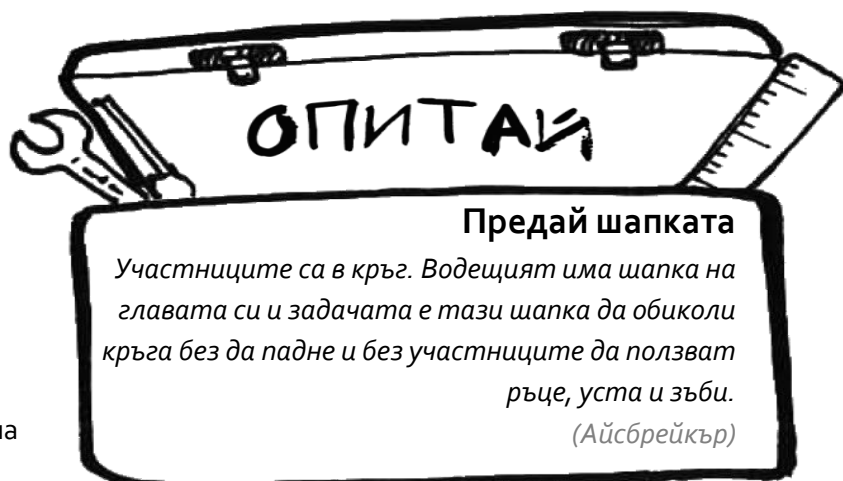 ОПИТАЙ
Предай шапката
Участниците са в кръг. Водещият има шапка на
главата си и задачата е тази шапка да обиколи
кръга без да падне и без участниците да ползват
ръце, уста и зъби.
(Айсбрейкър)